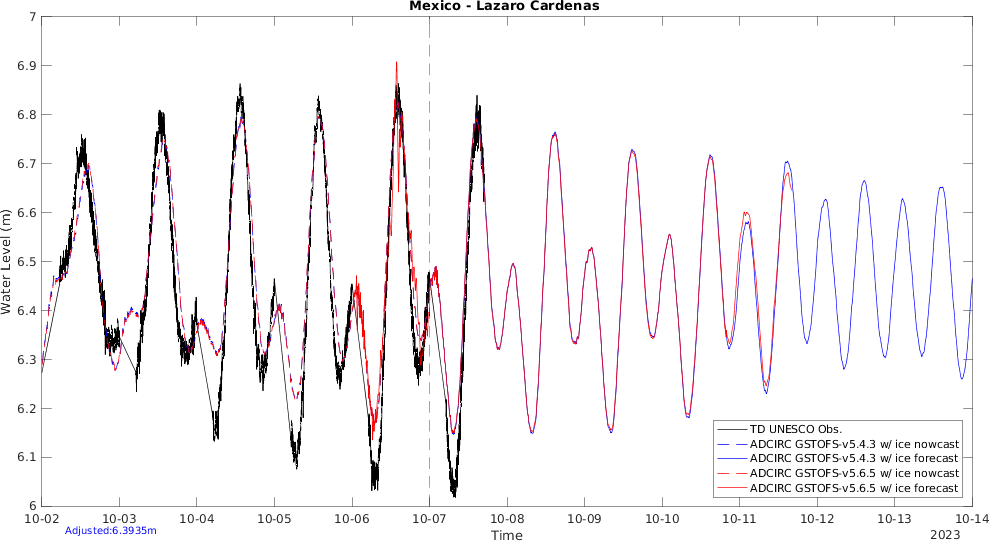 Mexico - Lazaro Cardenas
7
6.9
6.8
6.7
6.6
6.5
6.4
6.3
6.2
6.1
6
Water Level (m)
10-02 10-03 10-04 10-05 10-06 10-07 10-08 10-09 10-10 10-11 10-12 10-13 10-14
Adjusted:6.3935m
Time
2023
TD UNESCO Obs.
ADCIRC GSTOFS-v5.4.3 w/ ice nowcast
ADCIRC GSTOFS-v5.4.3 w/ ice forecast
ADCIRC GSTOFS-v5.6.5 w/ ice nowcast
ADCIRC GSTOFS-v5.6.5 w/ ice forecast